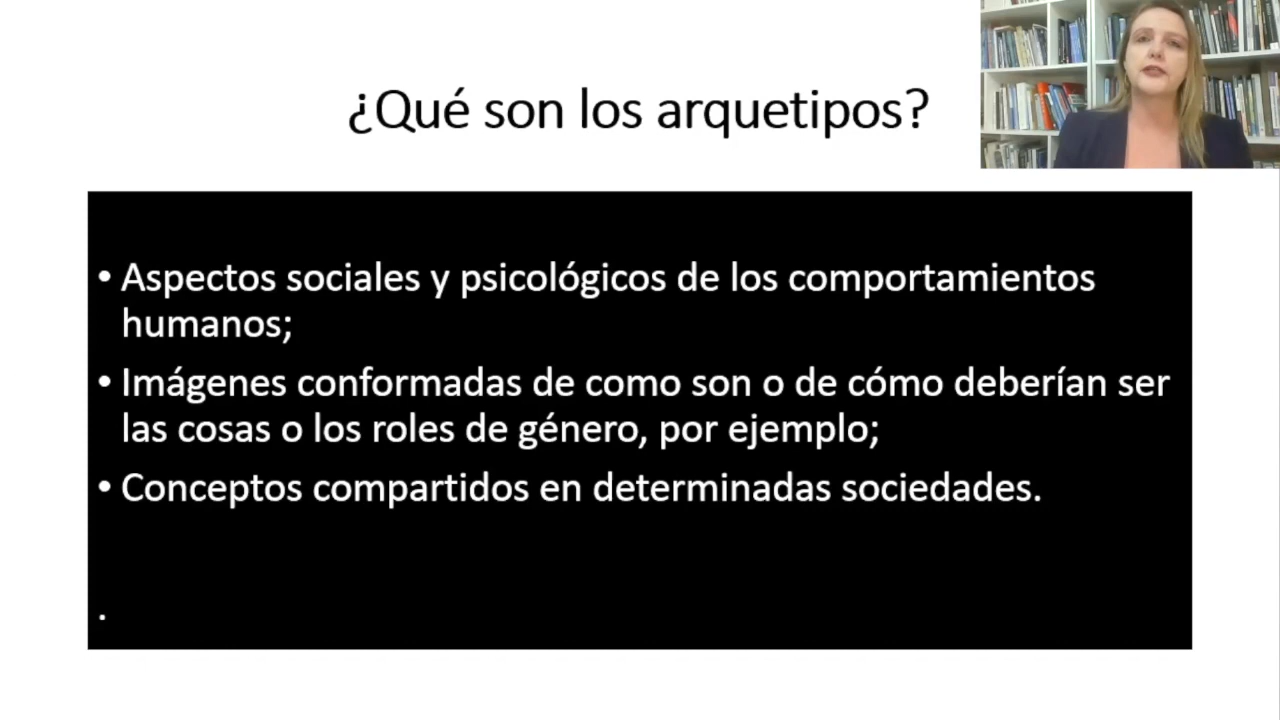 ¿Qué son los arquetipos?
• Aspectos sociales y psicológicos de los comportamientos
humanos;
• Imágenes conformadas de como son o de cómo deberían ser
las cosas o los roles de género, por ejemplo;
• Conceptos compartidos en determinadas sociedades.
.